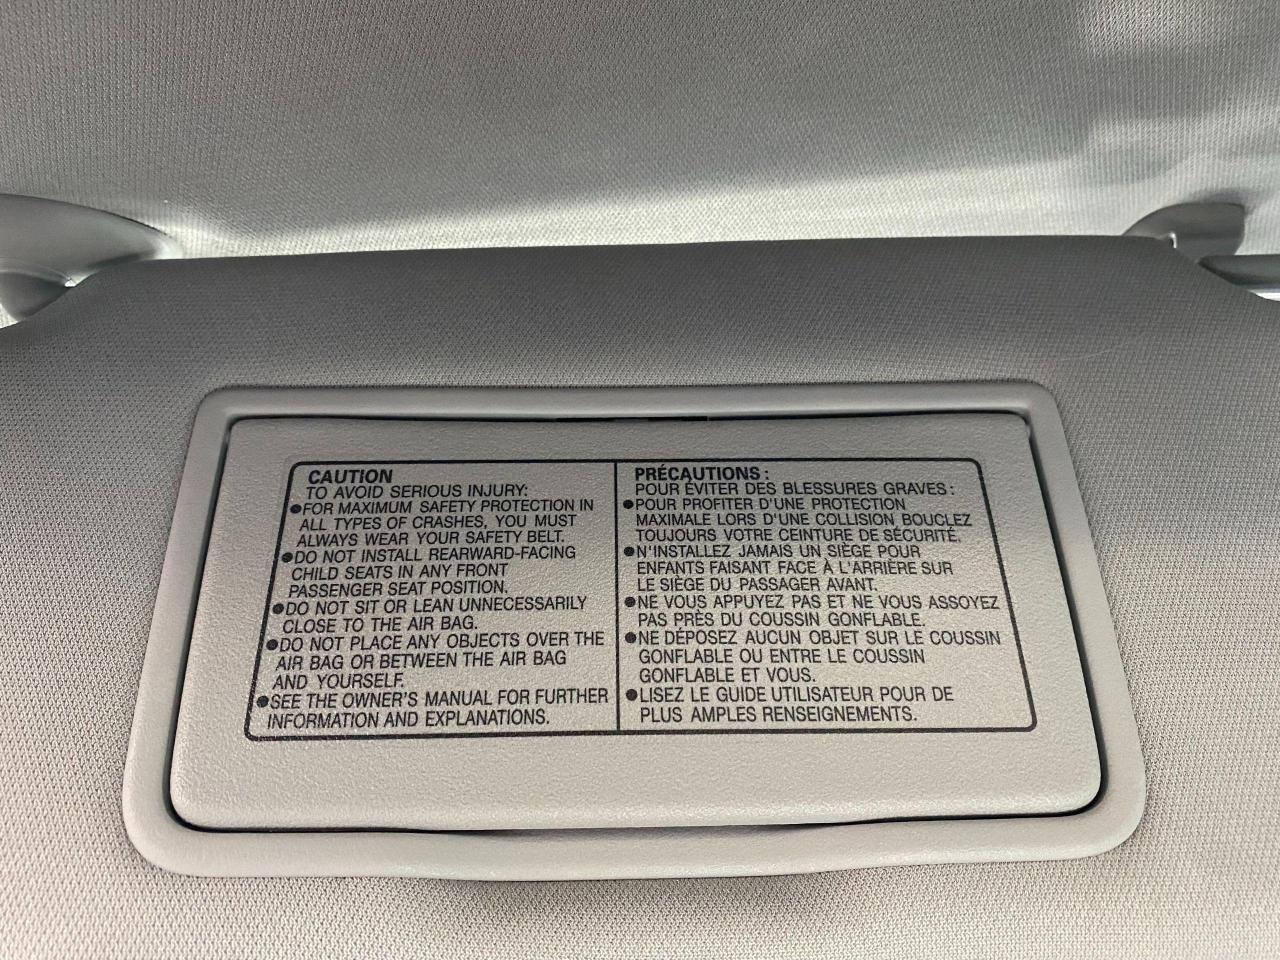 CAUTION
TO AVOID SERIOUS INJURY:
●FOR MAXIMUM SAFETY PROTECTION IN
ALL TYPES OF CRASHES, YOU MUST
ALWAYS WEAR YOUR SAFETY BELT.
●DO NOT INSTALL REARWARD-FACING
CHILD SEATS IN ANY FRONT
PASSENGER SEAT POSITION.
●DO NOT SIT OR LEAN UNNECESSARILY
CLOSE TO THE AIR BAG.
●DO NOT PLACE ANY OBJECTS OVER THE
AIR BAG OR BETWEEN THE AIR BAG
AND YOURSELF.
●SEE THE OWNER'S MANUAL FOR FURTHER
INFORMATION AND EXPLANATIONS.
PRÉCAUTIONS :
POUR ÉVITER DES BLESSURES GRAVES :
●POUR PROFITER D'UNE PROTECTION
MAXIMALE LORS D'UNE COLLISION BOUCLEZ
TOUJOURS VOTRE CEINTURE DE SÉCURITÉ.
●N'INSTALLEZ JAMAIS UN SIÈGE POUR
ENFANTS FAISANT FACE À L'ARRIÈRE SUR
LE SIÈGE DU PASSAGER AVANT.
●NE VOUS APPUYEZ PAS ET NE VOUS ASSOYEZ
PAS PRÈS DU COUSSIN GONFLABLE.
●NE DÉPOSEZ AUCUN OBJET SUR LE COUSSIN
GONFLABLE OU ENTRE LE COUSSIN
GONFLABLE ET VOUS.
●LISEZ LE GUIDE UTILISATEUR POUR DE
PLUS AMPLES RENSEIGNEMENTS.